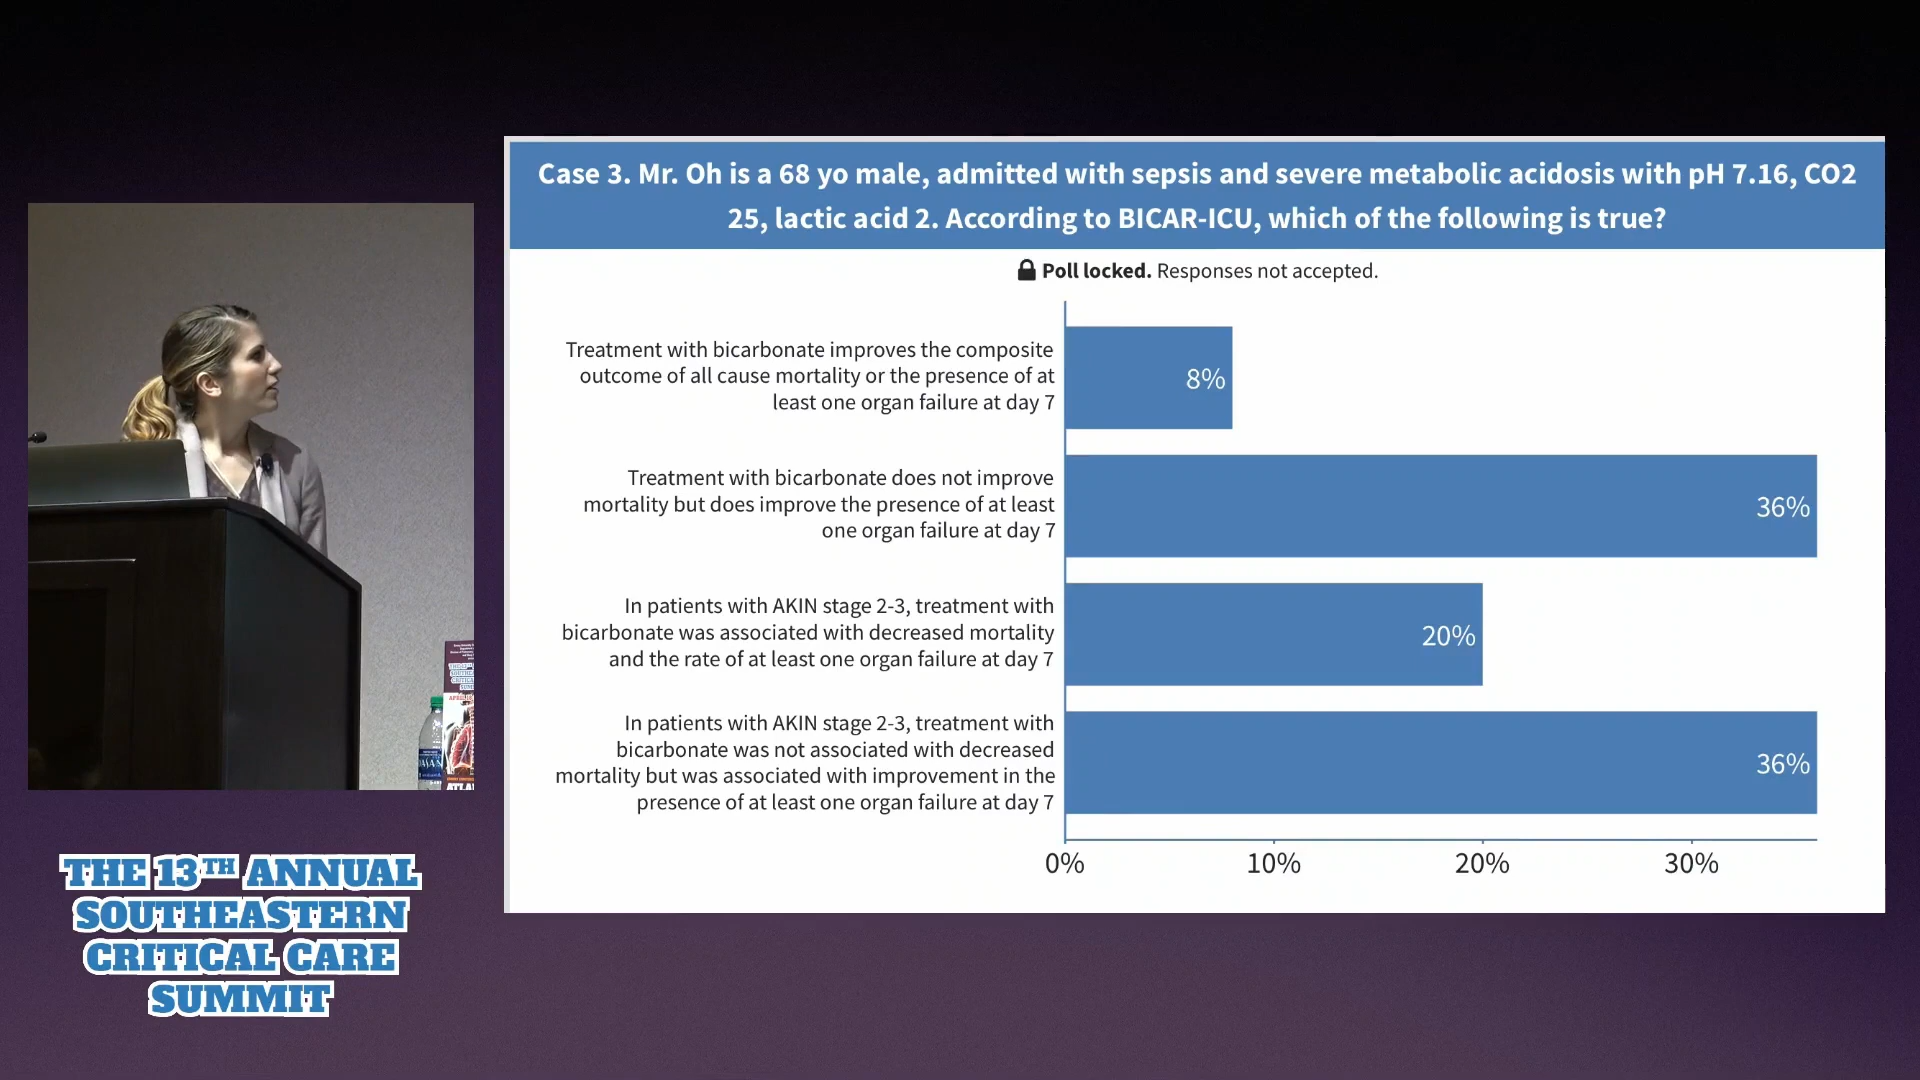 Case 3. Mr. Oh is a 68 yo male, admitted with sepsis and severe metabolic acidosis with pH 7.16, CO2
25, lactic acid 2. According to BICAR-ICU, which of the following is true?
Poll locked. Responses not accepted.
Treatment with bicarbonate improves the composite
outcome of all cause mortality or the presence of at
least one organ failure at day 7
8%
Treatment with bicarbonate does not improve
mortality but does improve the presence of at least
one organ failure at day 7
36%
In patients with AKIN stage 2-3, treatment with
bicarbonate was associated with decreased mortality
and the rate of at least one organ failure at day 7
20%
In patients with AKIN stage 2-3, treatment with
bicarbonate was not associated with decreased
mortality but was associated with improvement in the
presence of at least one organ failure at day 7
36%
0% 10% 20% 30%
THE 13TH ANNUAL
SOUTHEASTERN
CRITICAL CARE
SUMMIT